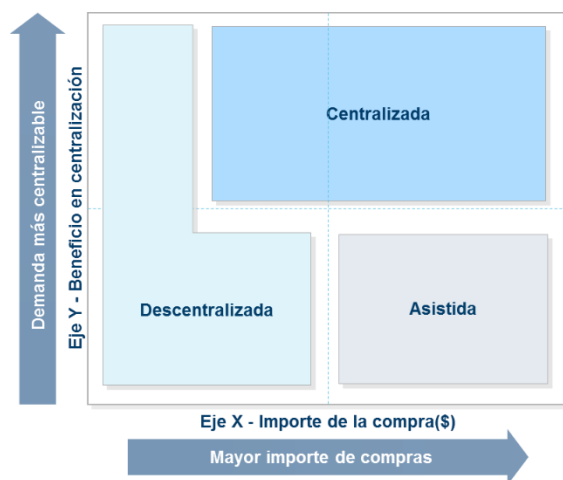 Demanda más centralizable
Eje Y - Beneficio en centralización
Centralizada
Descentralizada
Asistida
Eje X - Importe de la compra($)
Mayor importe de compras